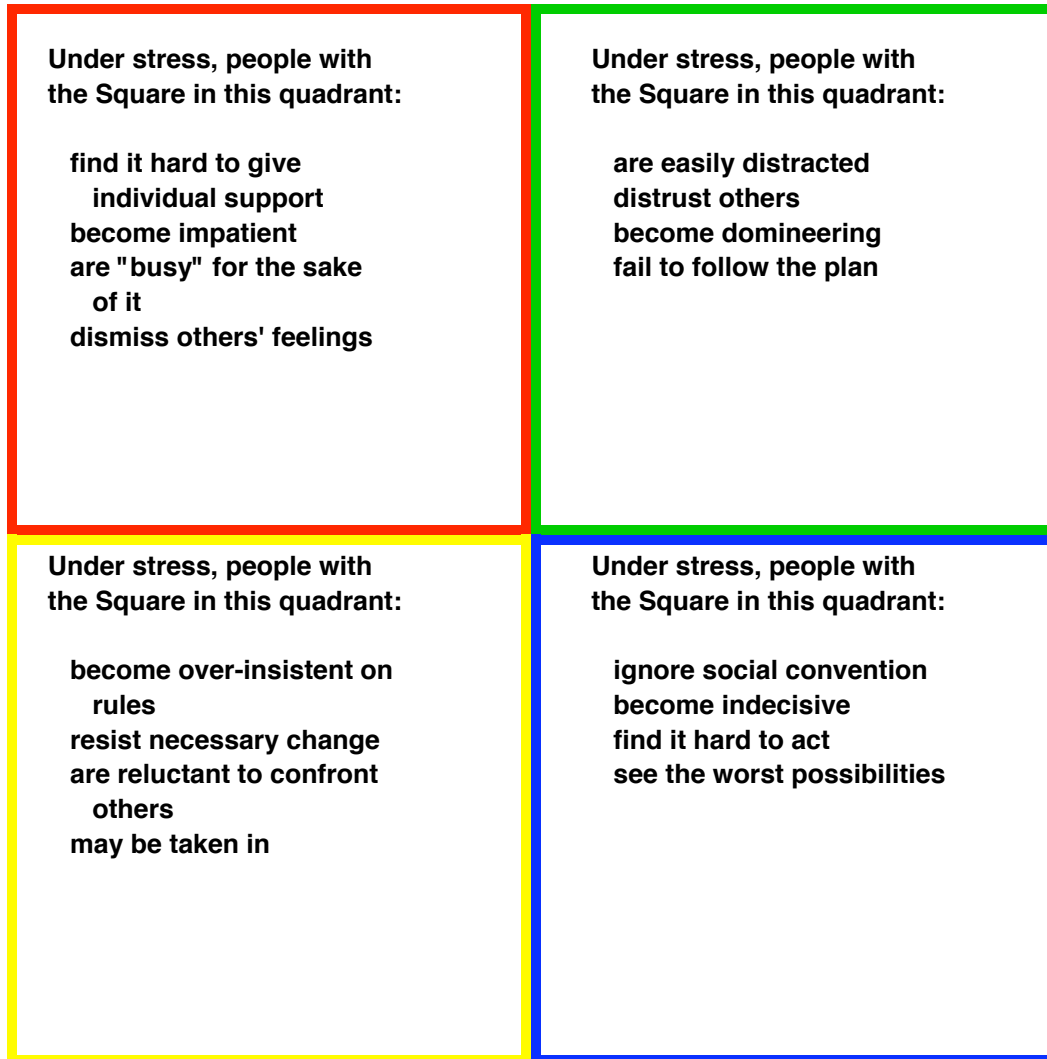 Under stress, people with
the Square in this quadrant:
find it hard to give
individual support
become impatient
are "busy" for the sake
of it
dismiss others' feelings
Under stress, people with
the Square in this quadrant:
are easily distracted
distrust others
become domineering
fail to follow the plan
Under stress, people with
the Square in this quadrant:
become over-insistent on
rules
resist necessary change
are reluctant to confront
others
may be taken in
Under stress, people with
the Square in this quadrant:
ignore social convention
become indecisive
find it hard to act
see the worst possibilities